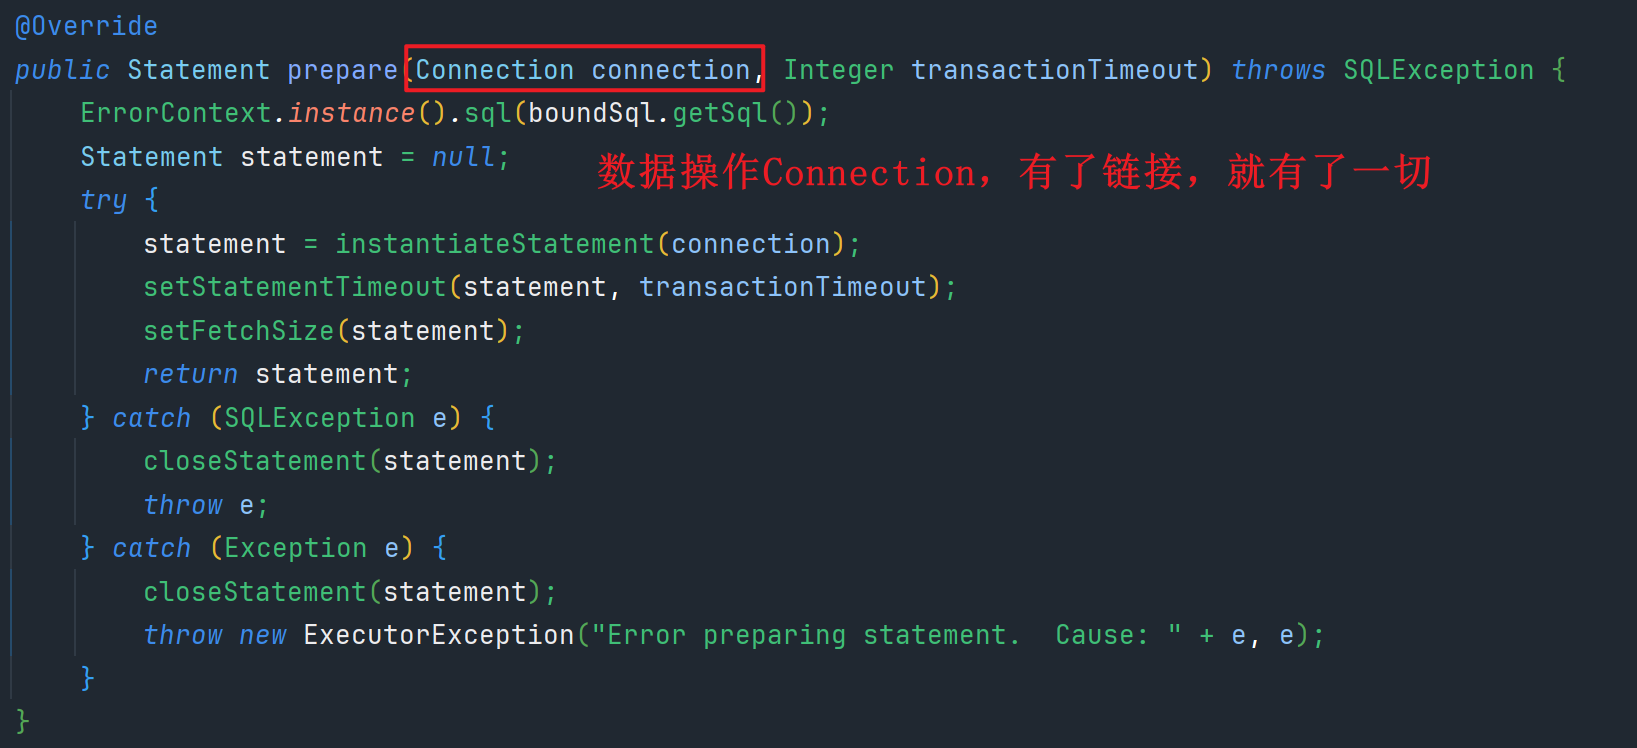 @Override
public Statement prepare(Connection connection, Integer transactionTimeout) throws SQLException {
ErrorContext.instance().sql(boundSql.getSql());
Statement statement = null;
数据操作Connection，有了链接，就有了一切
try {
statement = instantiateStatement(connection);
setStatementTimeout(statement, transactionTimeout);
setFetchSize(statement);
return statement;
} catch (SQLException e) {
closeStatement(statement);
throw e;
} catch (Exception e) {
closeStatement(statement);
throw new ExecutorException("Error preparing statement.  Cause: " + e, e);
}
}